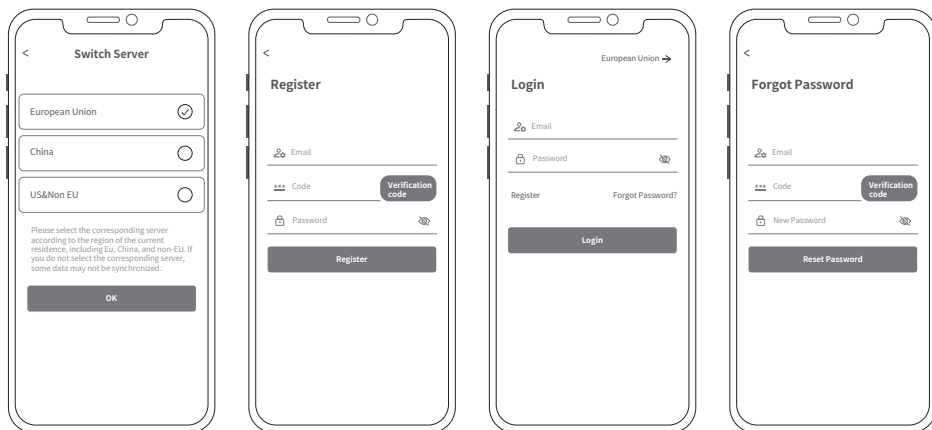 <
Switch Server
European Union
China
US&Non EU
Please select the corresponding server
according to the region of the current
residence, including Eu, China, and non-EU. If
you do not select the corresponding server,
some data may not be synchronized.
OK
<
Register
Email
*** Code
Verification
code
Password
Register
European Union →
Login
Email
Password
Register
Forgot Password?
Login
<
Forgot Password
Email
*** Code
Verification
code
New Password
Reset Password